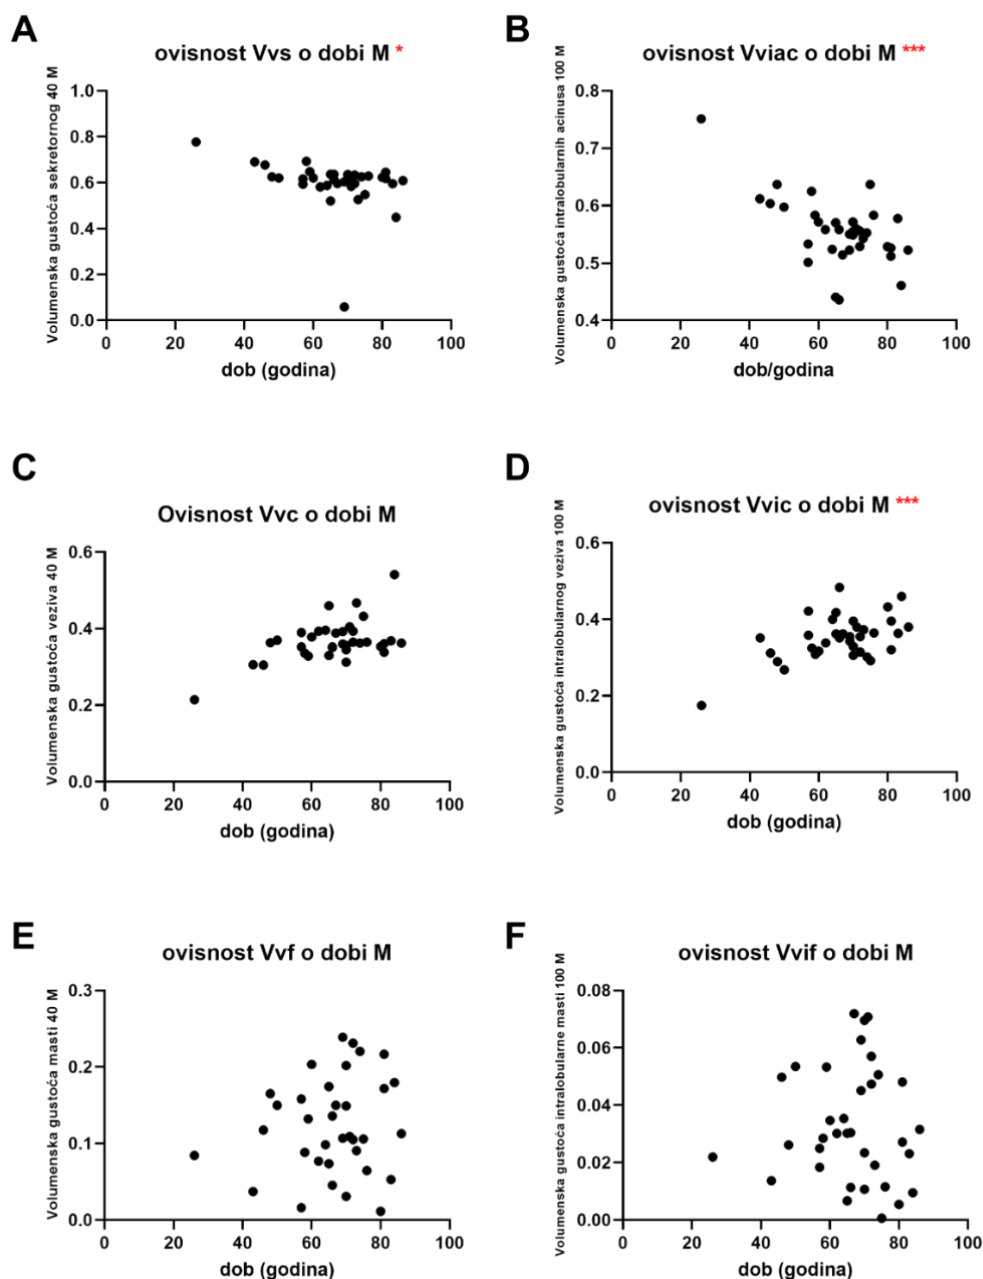 A
ovisnost Vvs o dobi M *
Volumenska gustoća sekretornog 40 M
1.0
0.8
0.6
0.4
0.2
0.0
0 20 40 60 80 100
dob (godina)
B
ovisnost Vviac o dobi M ***
Volumenska gustoća intralobularnih acinusa 100 M
0.8
0.7
0.6
0.5
0.4
0 20 40 60 80 100
dob/godina
C
Ovisnost Vvc o dobi M
Volumenska gustoća veziva 40 M
0.6
0.4
0.2
0.0
0 20 40 60 80 100
dob (godina)
D
ovisnost Vvic o dobi M ***
Volumenska gustoća intralobularnog veziva 100 M
0.6
0.4
0.2
0.0
0 20 40 60 80 100
dob (godina)
E
ovisnost Vvf o dobi M
Volumenska gustoća masti 40 M
0.3
0.2
0.1
0.0
0 20 40 60 80 100
dob (godina)
F
ovisnost Vvif o dobi M
Volumenska gustoća intralobularne masti 100 M
0.08
0.06
0.04
0.02
0.00
0 20 40 60 80 100
dob (godina)